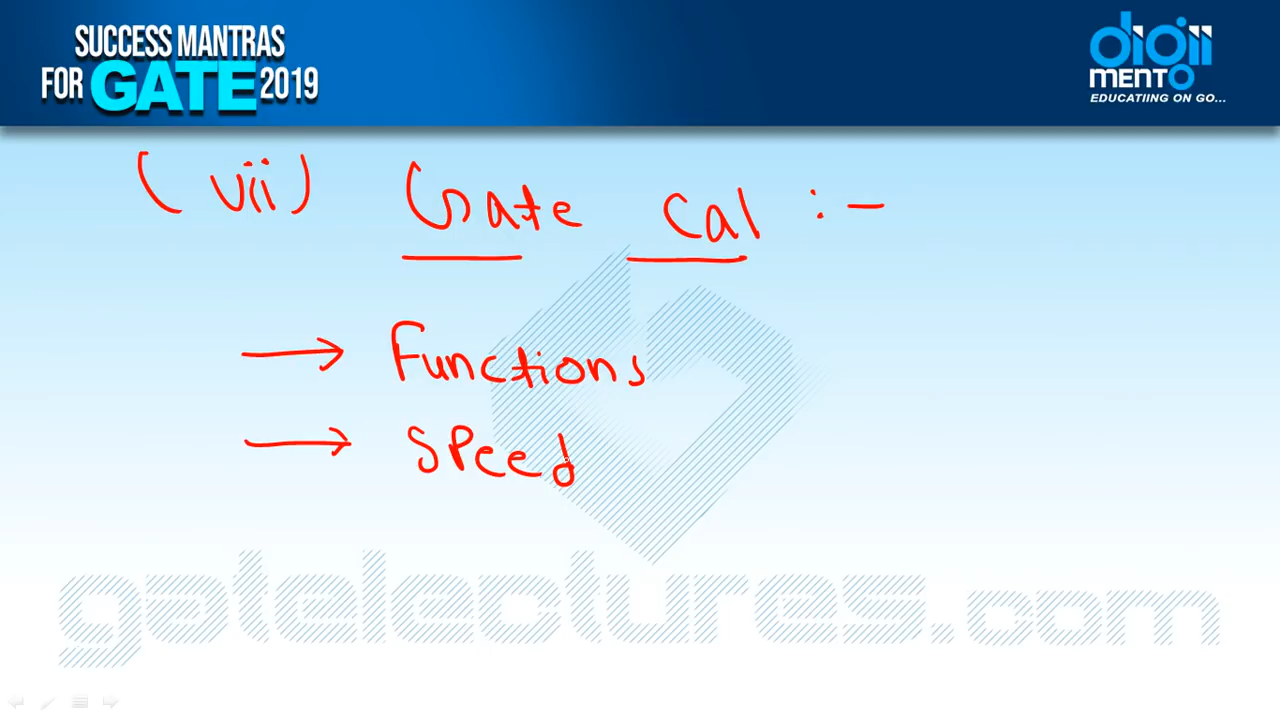 SUCCESS MANTRAS
FOR GATE 2019
digii
MENTO
EDUCATIING ON GO...
(vii) Gate Cal :-
→ Functions
→ Speed
gatelectures.com